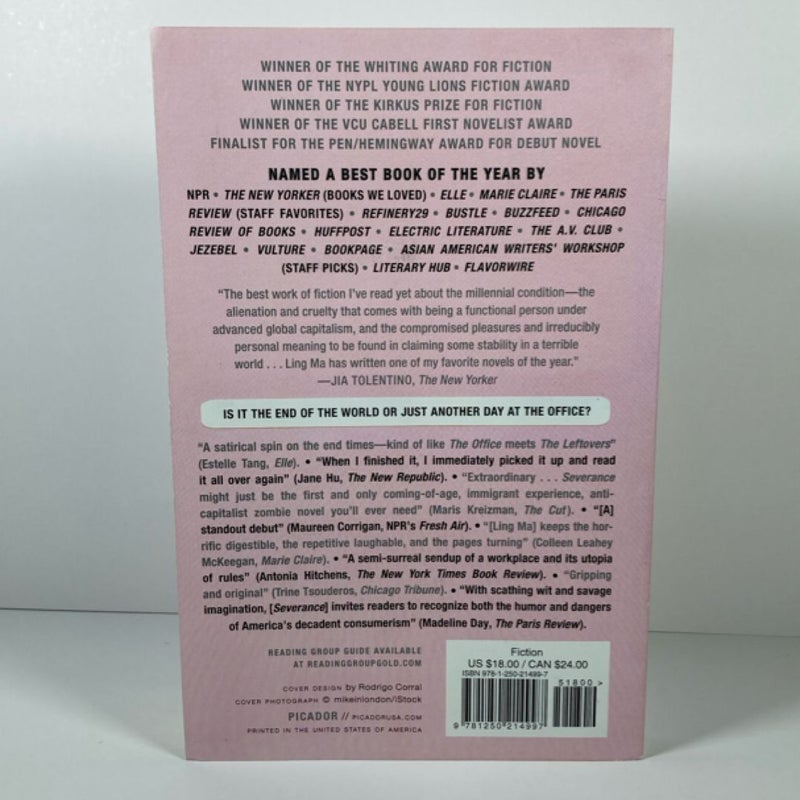 WINNER OF THE WHITING AWARD FOR FICTION
WINNER OF THE NYPL YOUNG LIONS FICTION AWARD
WINNER OF THE KIRKUS PRIZE FOR FICTION
WINNER OF THE VCU CABELL FIRST NOVELIST AWARD
FINALIST FOR THE PEN/HEMINGWAY AWARD FOR DEBUT NOVEL
NAMED A BEST BOOK OF THE YEAR BY
NPR • THE NEW YORKER (BOOKS WE LOVED) • ELLE • MARIE CLAIRE • THE PARIS
REVIEW (STAFF FAVORITES) • REFINERY29 • BUSTLE • BUZZFEED • CHICAGO
REVIEW OF BOOKS • HUFFPOST • ELECTRIC LITERATURE • THE A.V. CLUB •
JEZEBEL • VULTURE • BOOKPAGE • ASIAN AMERICAN WRITERS' WORKSHOP
(STAFF PICKS) • LITERARY HUB • FLAVORWIRE
“The best work of fiction I’ve read yet about the millennial condition—the
alienation and cruelty that comes with being a functional person under
advanced global capitalism, and the compromised pleasures and irreducibly
personal meaning to be found in claiming some stability in a terrible
world . . . Ling Ma has written one of my favorite novels of the year.”
—JIA TOLENTINO, The New Yorker
IS IT THE END OF THE WORLD OR JUST ANOTHER DAY AT THE OFFICE?
“A satirical spin on the end times—kind of like The Office meets The Leftovers”
(Estelle Tang, Elle). • “When I finished it, I immediately picked it up and read
it all over again” (Jane Hu, The New Republic). • “Extraordinary . . . Severance
might just be the first and only coming-of-age, immigrant experience, anti-
capitalist zombie novel you’ll ever need” (Maris Kreizman, The Cut). • “[A]
standout debut” (Maureen Corrigan, NPR’s Fresh Air). • “[Ling Ma] keeps the hor-
rific digestible, the repetitive laughable, and the pages turning” (Colleen Leahey
McKeegan, Marie Claire). • “A semi-surreal sendup of a workplace and its utopia
of rules” (Antonia Hitchens, The New York Times Book Review). • “Gripping
and original” (Trine Tsouderos, Chicago Tribune). • “With scathing wit and savage
imagination, [Severance] invites readers to recognize both the humor and dangers
of America’s decadent consumerism” (Madeline Day, The Paris Review).
READING GROUP GUIDE AVAILABLE
AT READINGGROUPGOLD.COM
COVER DESIGN by Rodrigo Corral
COVER PHOTOGRAPH © mikeinlondon/iStock
PICADOR // PICADORUSA.COM
PRINTED IN THE UNITED STATES OF AMERICA
Fiction
US $18.00 / CAN $24.00
ISBN 978-1-250-21499-7
51800 >
9 781250 214997